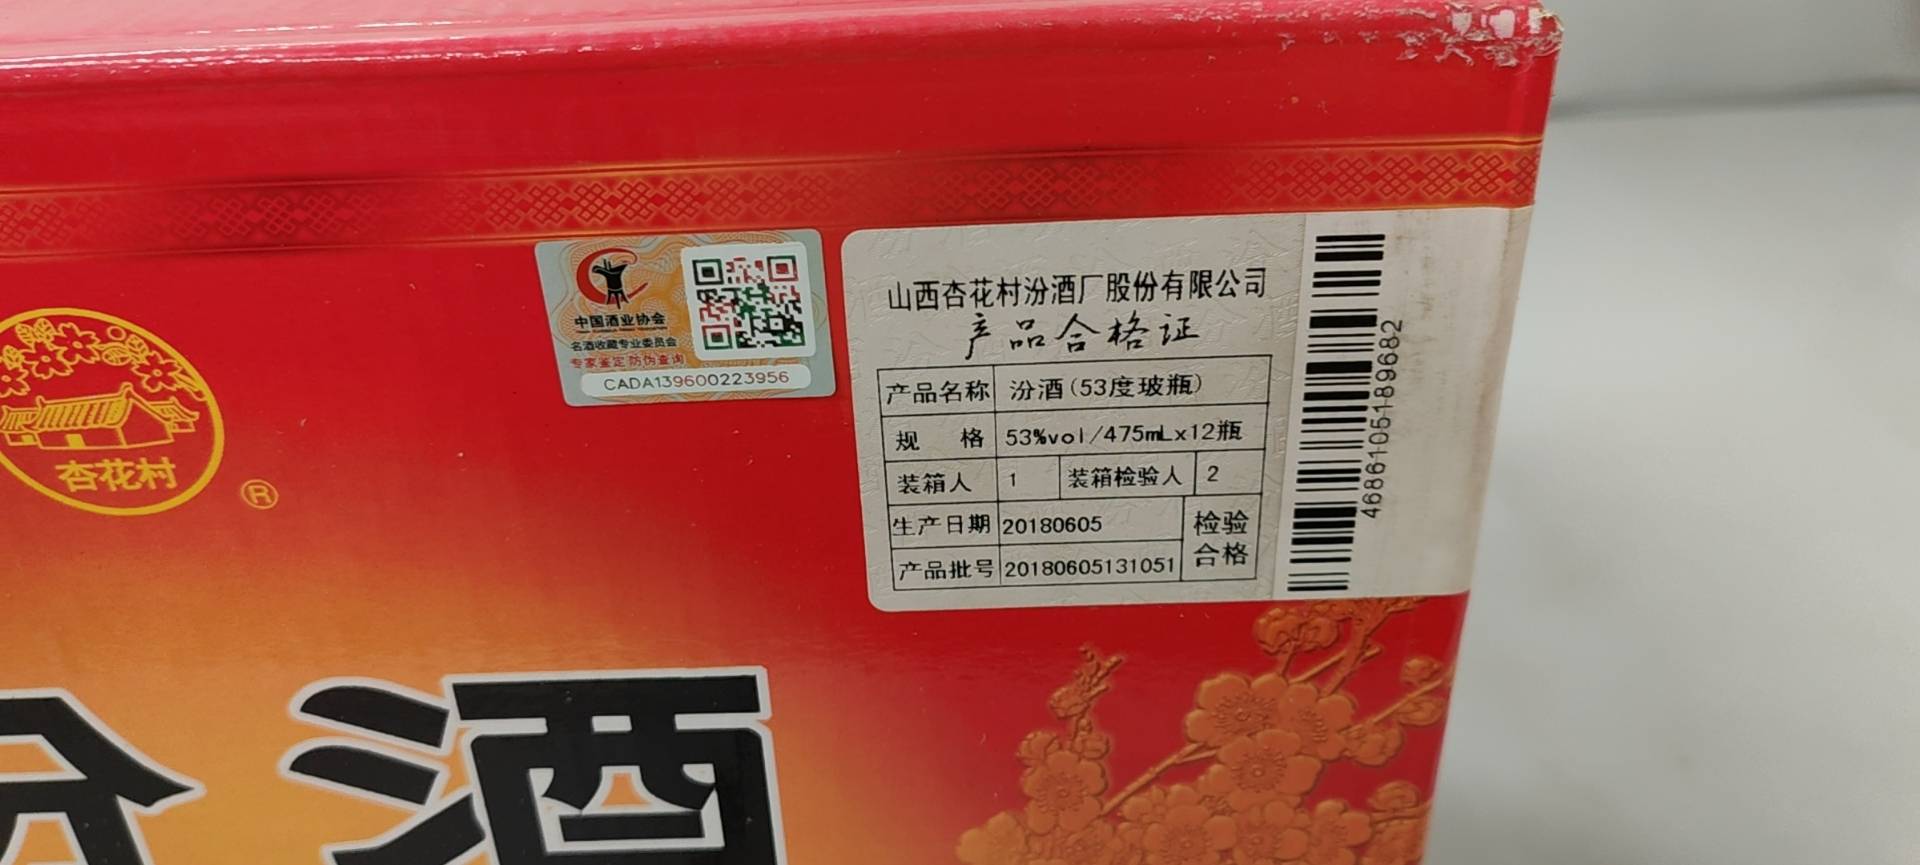 杏花村
®
中国酒业协会
名酒收藏专业委员会
专家鉴定 防伪查询
CADA139600223956
山西杏花村汾酒厂股份有限公司
产品合格证
产品名称 汾酒(53度玻瓶)
规 格 53%vol/475mLx12瓶
装箱人 1 装箱检验人 2
生产日期 20180605 检验
产品批号 20180605131051 合格
468610518968​2
酒